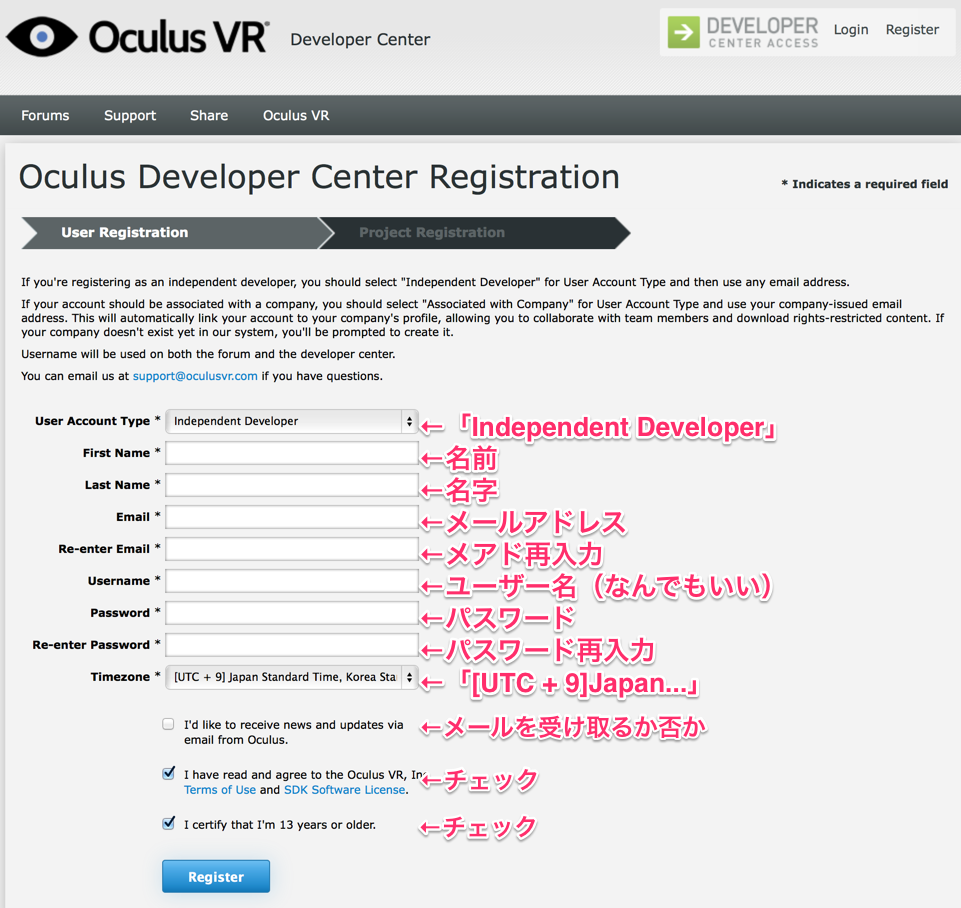 Oculus VR Developer Center
DEVELOPER
CENTER ACCESS
Login Register
Forums Support Share Oculus VR
Oculus Developer Center Registration
* Indicates a required field
User Registration
Project Registration
If you're registering as an independent developer, you should select "Independent Developer" for User Account Type and then use any email address.
If your account should be associated with a company, you should select "Associated with Company" for User Account Type and use your company-issued email
address. This will automatically link your account to your company's profile, allowing you to collaborate with team members and download rights-restricted content. If
your company doesn't exist yet in our system, you'll be prompted to create it.
Username will be used on both the forum and the developer center.
You can email us at support@oculusvr.com if you have questions.
User Account Type * Independent Developer ←「Independent Developer」
First Name * ←名前
Last Name * ←名字
Email * ←メールアドレス
Re-enter Email * ←メアド再入力
Username * ←ユーザー名（なんでもいい）
Password * ←パスワード
Re-enter Password * ←パスワード再入力
Timezone * [UTC + 9] Japan Standard Time, Korea Sta ←「[UTC + 9]Japan...」
I'd like to receive news and updates via ←メールを受け取るか否か
email from Oculus.
I have read and agree to the Oculus VR, In ←チェック
Terms of Use and SDK Software License.
I certify that I'm 13 years or older. ←チェック
Register